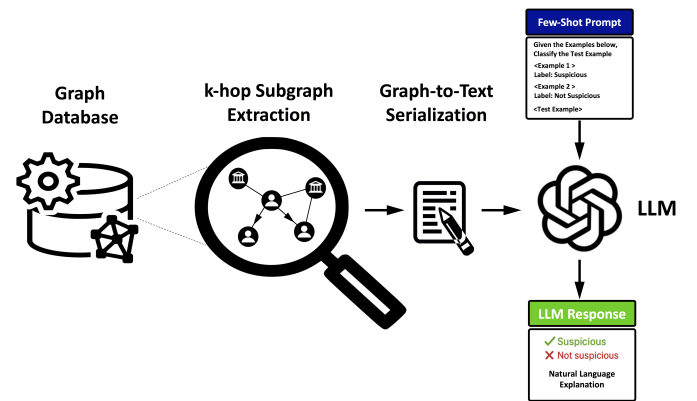 Graph
Database
k-hop Subgraph
Extraction
Graph-to-Text
Serialization
Few-Shot Prompt
Given the Examples below,
Classify the Test Example
<Example 1 >
Label: Suspicious
<Example 2 >
Label: Not Suspicious
<Test Example>
LLM
LLM Response
✓ Suspicious
✗ Not suspicious
Natural Language
Explanation